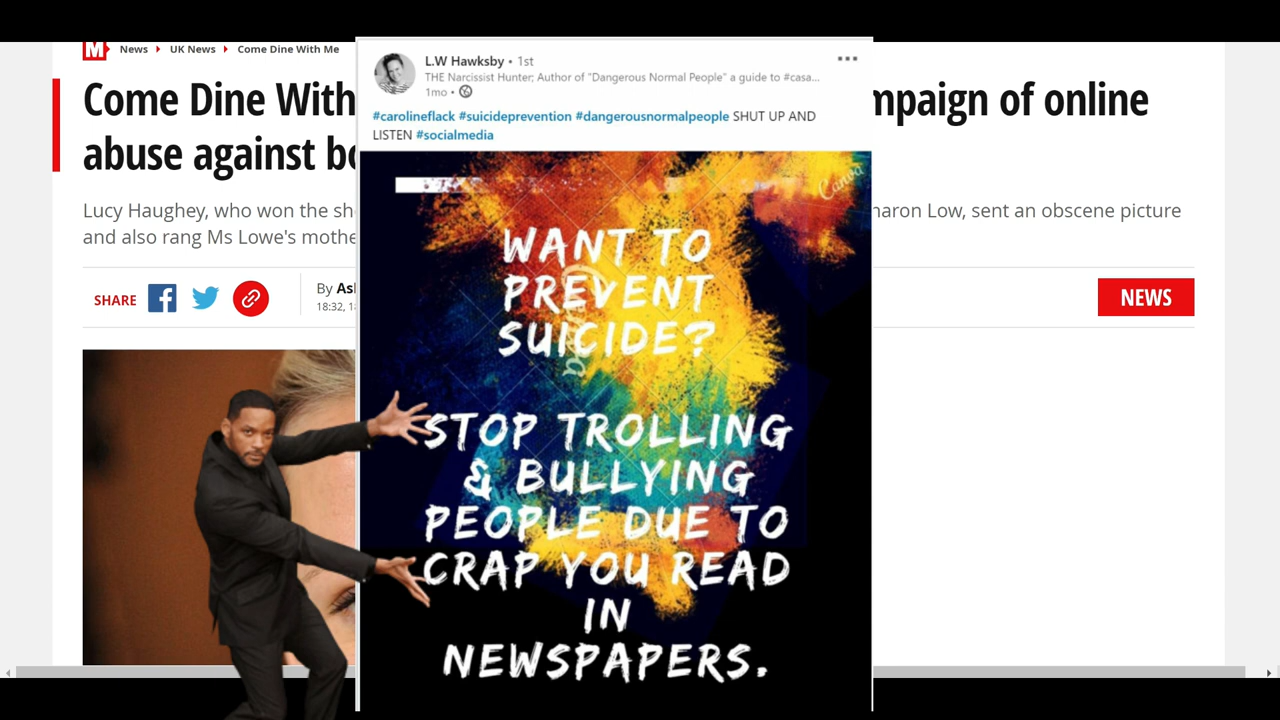 M News UK News Come Dine With Me
Come Dine With
mpaign of online
abuse against bo
Lucy Haughey, who won the sh
haron Low, sent an obscene picture
and also rang Ms Lowe's mothe
SHARE
By Asl
18:32, 1
NEWS
L.W Hawksby • 1st
THE Narcissist Hunter; Author of "Dangerous Normal People" a guide to #casa...
1mo •
#carolineflack #suicideprevention #dangerousnormalpeople SHUT UP AND
LISTEN #socialmedia
Canva
WANT TO
PREVENT
SUICIDE?
STOP TROLLING
& BULLYING
PEOPLE DUE TO
CRAP YOU READ
IN
NEWSPAPERS.